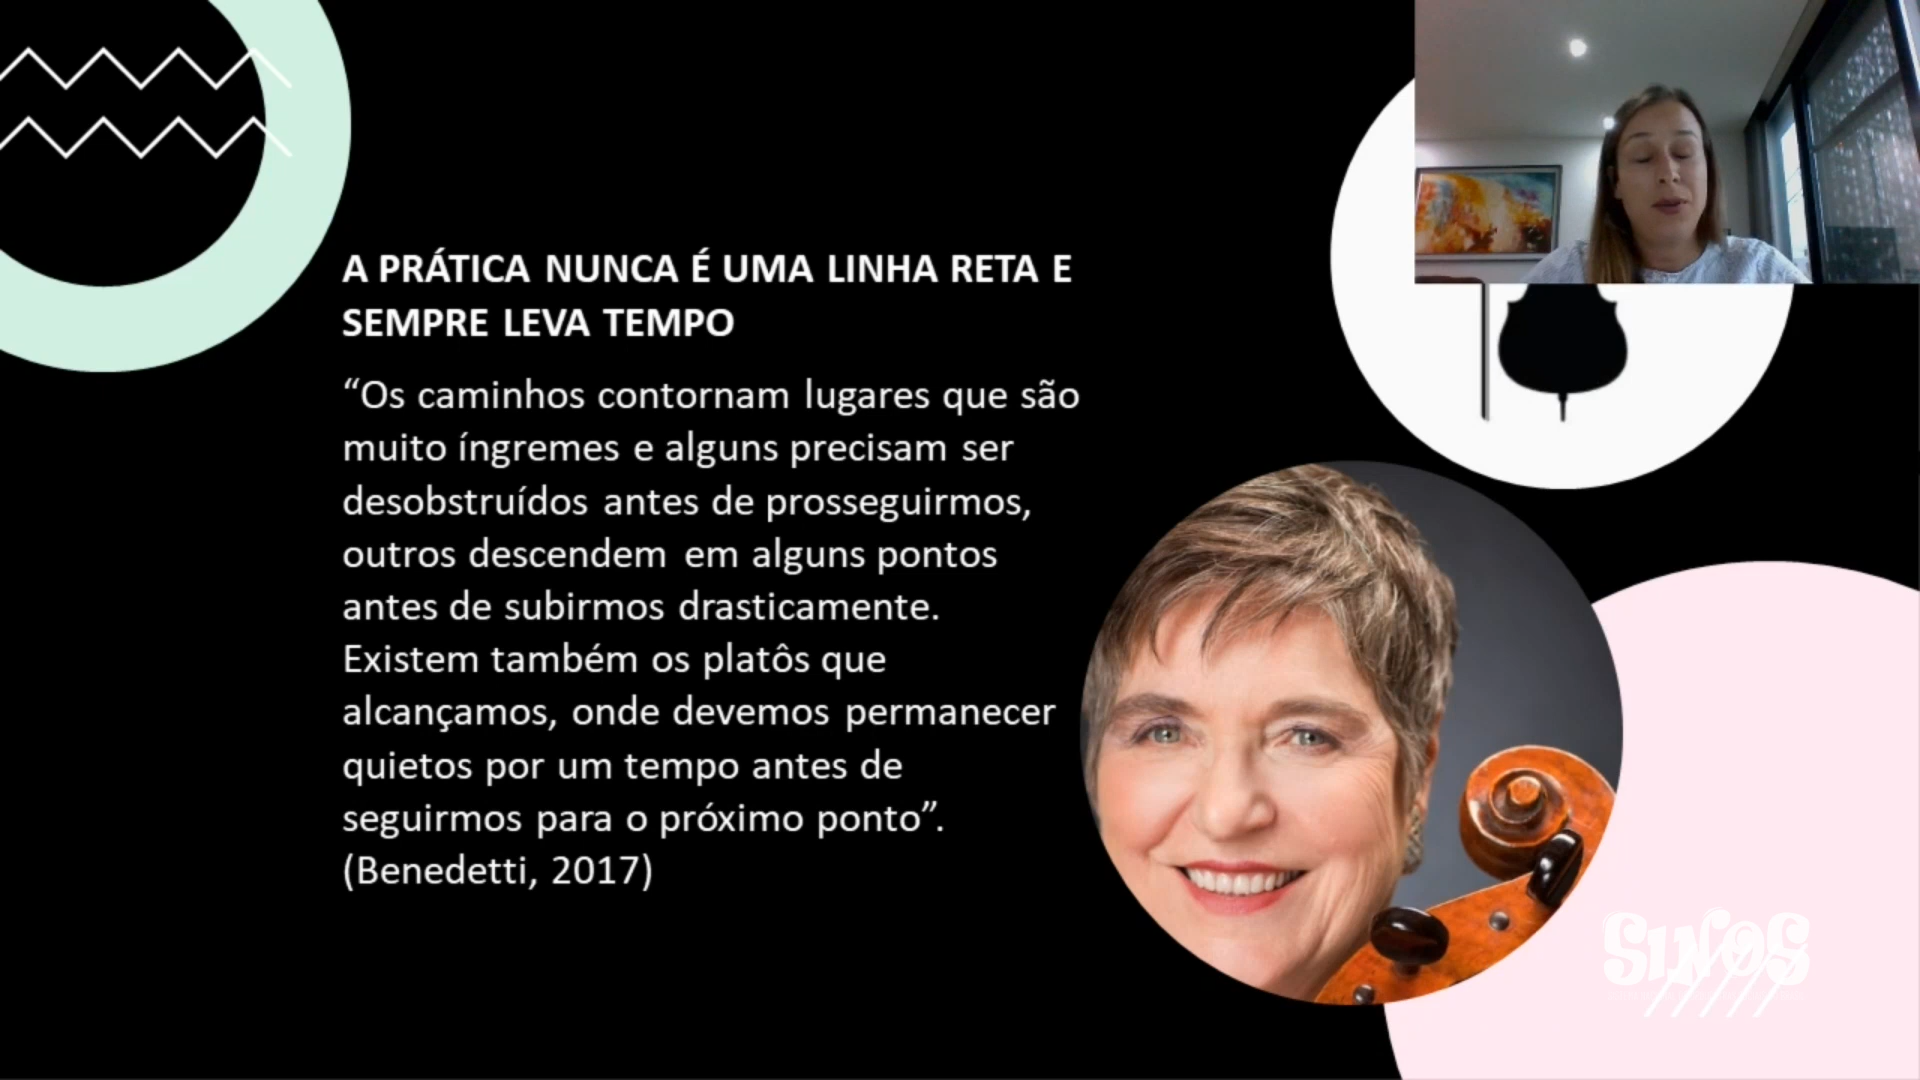 A PRÁTICA NUNCA É UMA LINHA RETA E
SEMPRE LEVA TEMPO
“Os caminhos contornam lugares que são
muito íngremes e alguns precisam ser
desobstruídos antes de prosseguirmos,
outros descendem em alguns pontos
antes de subirmos drasticamente.
Existem também os platôs que
alcançamos, onde devemos permanecer
quietos por um tempo antes de
seguirmos para o próximo ponto”.
(Benedetti, 2017)
SINOS